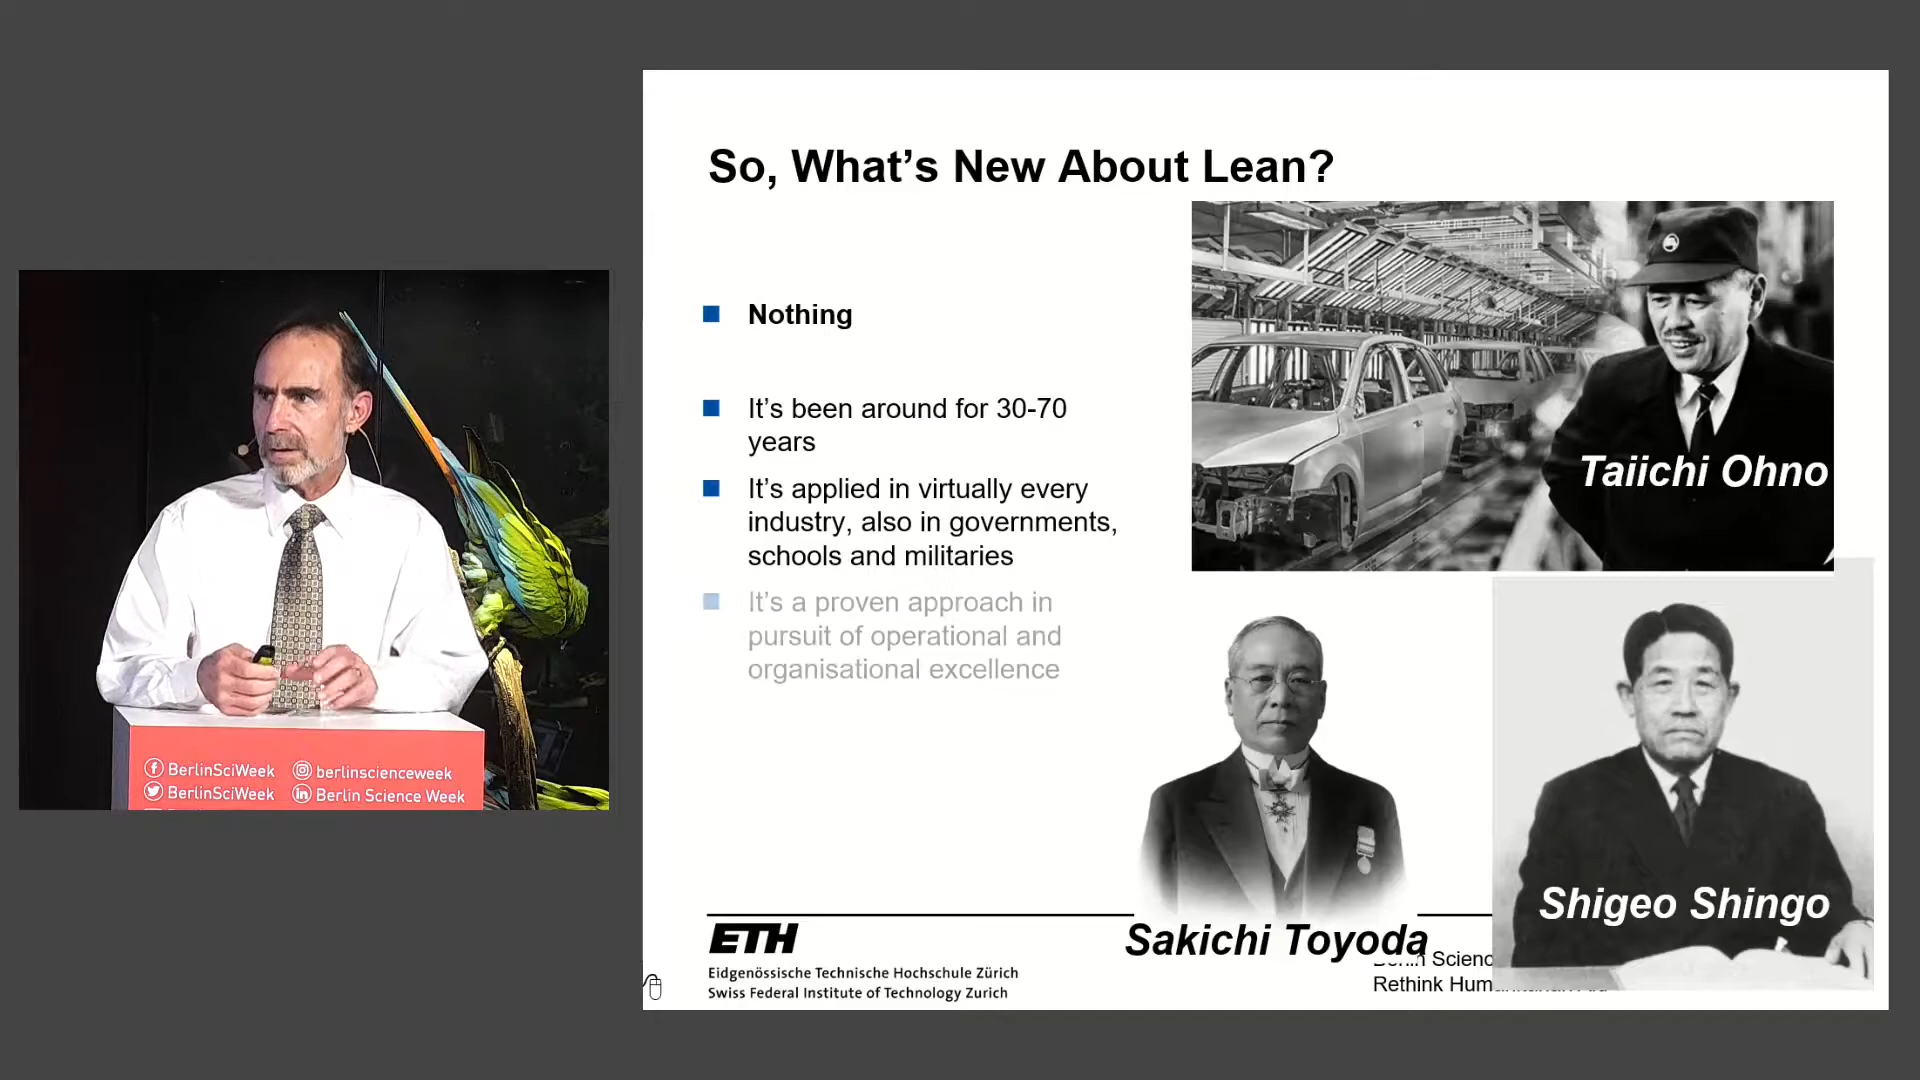 So, What's New About Lean?
Nothing
It's been around for 30-70
years
It's applied in virtually every
industry, also in governments,
schools and militaries
It's a proven approach in
pursuit of operational and
organisational excellence
Taiichi Ohno
Sakichi Toyoda
Shigeo Shingo
ETH
Eidgenössische Technische Hochschule Zürich
Swiss Federal Institute of Technology Zurich
Rethink
BerlinSciWeek
berlinscienceweek
BerlinSciWeek
Berlin Science Week